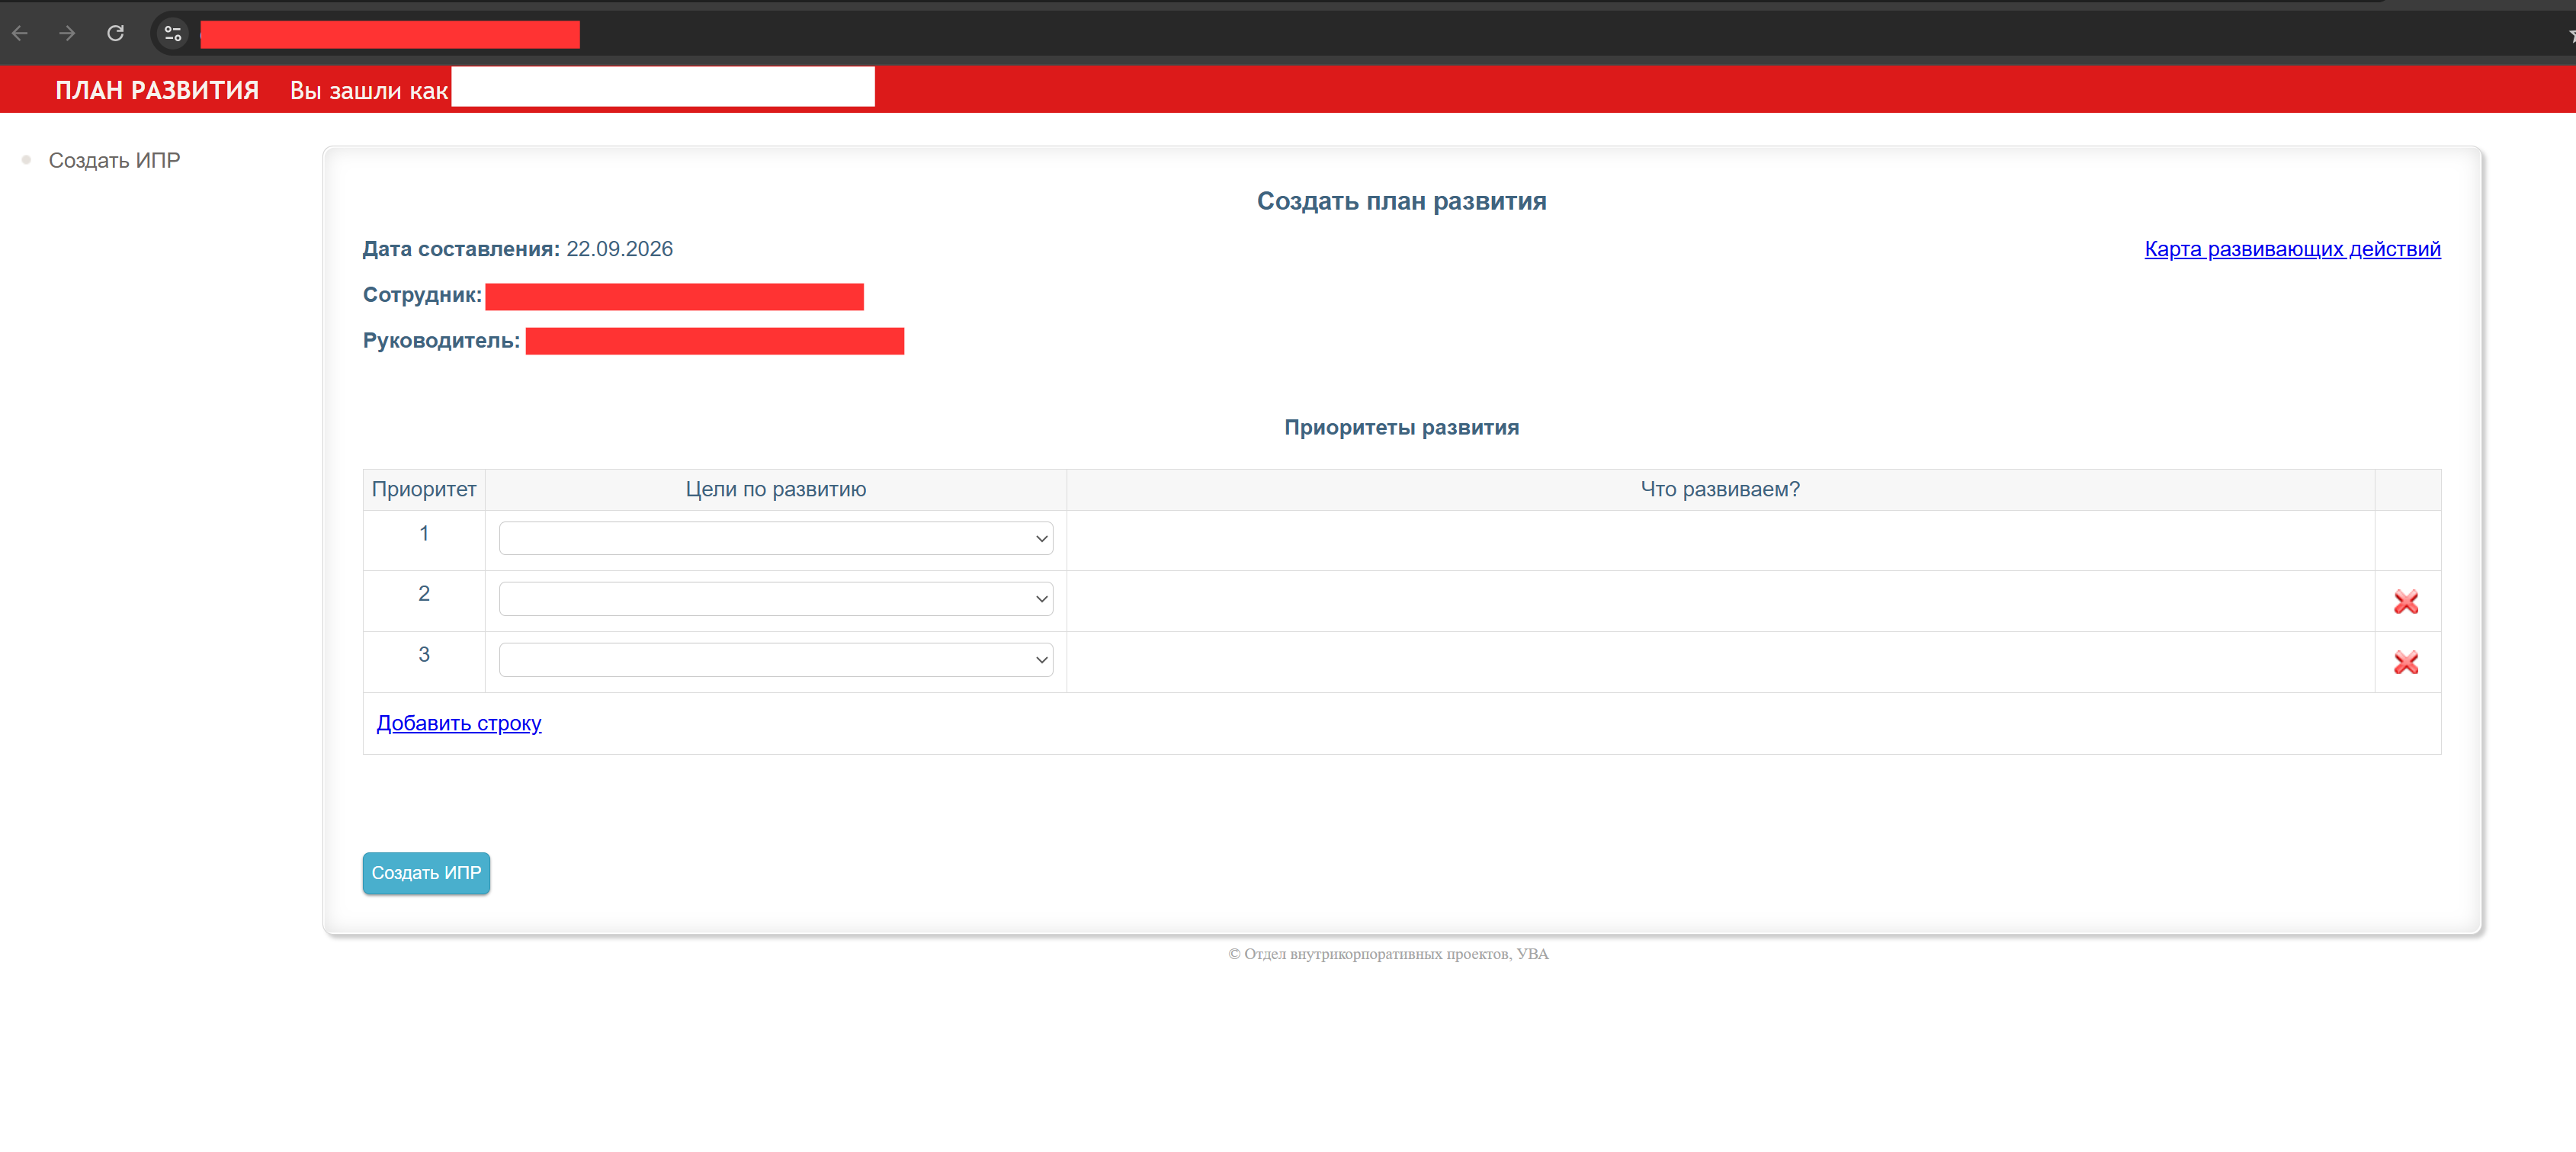 ПЛАН РАЗВИТИЯ Вы зашли как
Создать ИПР
Создать план развития
Дата составления: 22.09.2026 Карта развивающих действий
Сотрудник:
Руководитель:
Приоритеты развития
Приоритет Цели по развитию Что развиваем?
1
2
3
Добавить строку
Создать ИПР
© Отдел внутрикорпоративных проектов, УВА